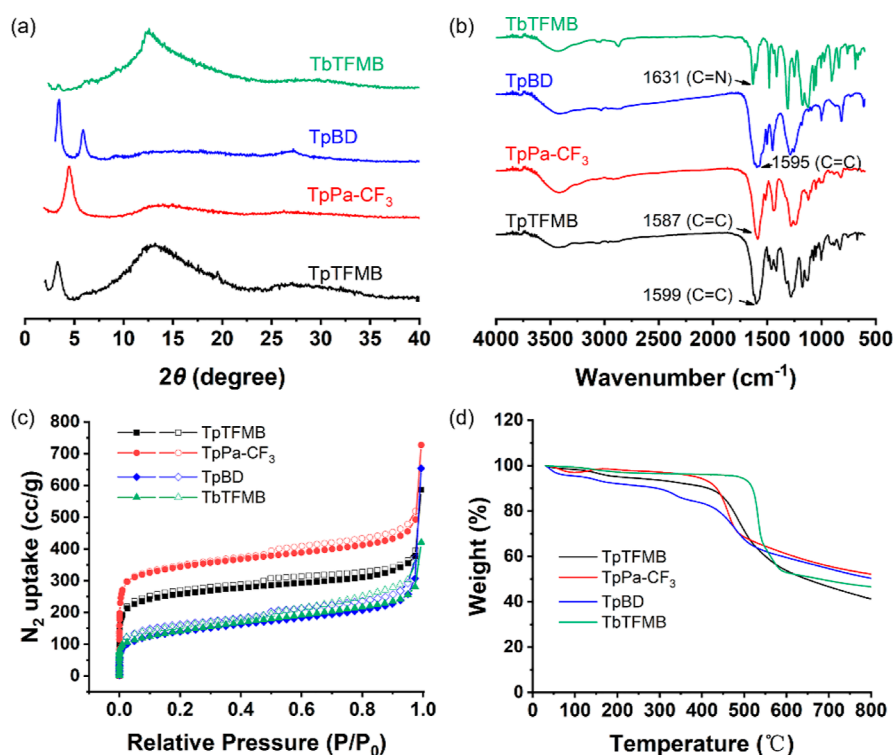 (a)
TbTFMB
TpBD
TpPa-CF₃
TpTFMB
0 5 10 15 20 25 30 35 40
2θ (degree)
(b)
TbTFMB
1631 (C=N)
TpBD
1595 (C=C)
TpPa-CF₃
1587 (C=C)
TpTFMB
1599 (C=C)
4000 3500 3000 2500 2000 1500 1000 500
Wavenumber (cm⁻¹)
(c)
800
700
600
500
400
300
200
100
0
N₂ uptake (cc/g)
TpTFMB
TpPa-CF₃
TpBD
TbTFMB
0.0 0.2 0.4 0.6 0.8 1.0
Relative Pressure (P/P₀)
(d)
120
100
80
60
40
20
0
Weight (%)
TpTFMB
TpPa-CF₃
TpBD
TbTFMB
0 100 200 300 400 500 600 700 800
Temperature (℃)